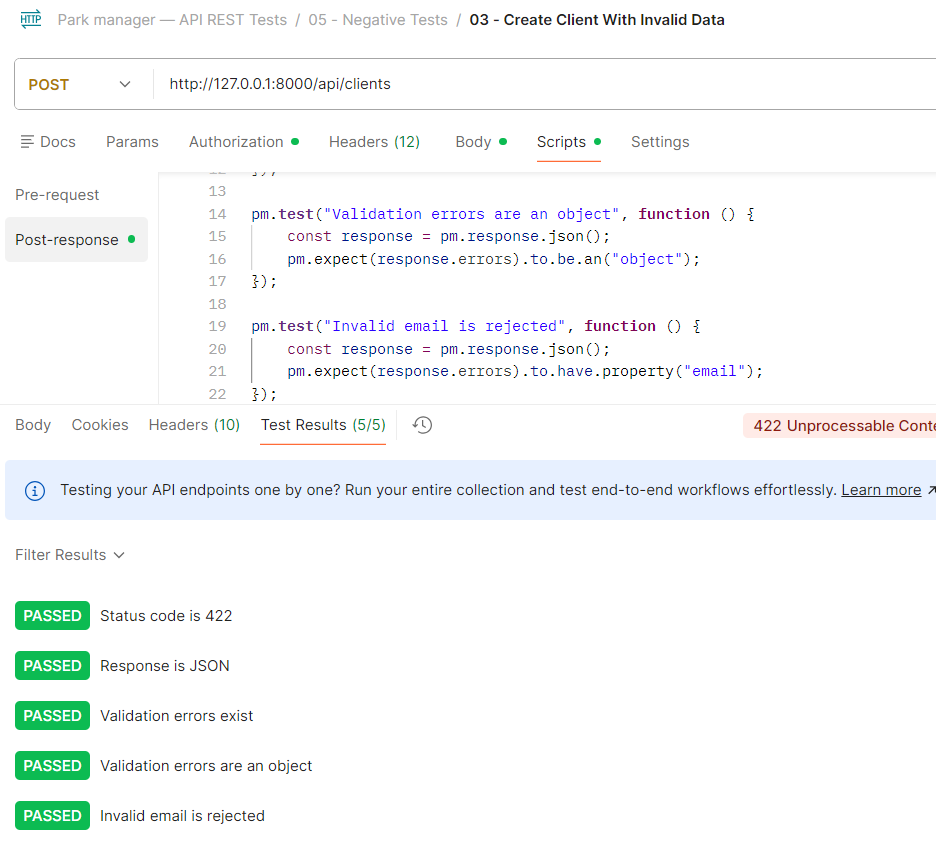 HTTP Park manager — API REST Tests / 05 - Negative Tests / 03 - Create Client With Invalid Data
POST http://127.0.0.1:8000/api/clients
Docs Params Authorization Headers (12) Body Scripts Settings
Pre-request
Post-response
12 });
13
14 pm.test("Validation errors are an object", function () {
15 const response = pm.response.json();
16 pm.expect(response.errors).to.be.an("object");
17 });
18
19 pm.test("Invalid email is rejected", function () {
20 const response = pm.response.json();
21 pm.expect(response.errors).to.have.property("email");
22 });
Body Cookies Headers (10) Test Results (5/5) 422 Unprocessable Conte
Testing your API endpoints one by one? Run your entire collection and test end-to-end workflows effortlessly. Learn more
Filter Results
PASSED Status code is 422
PASSED Response is JSON
PASSED Validation errors exist
PASSED Validation errors are an object
PASSED Invalid email is rejected